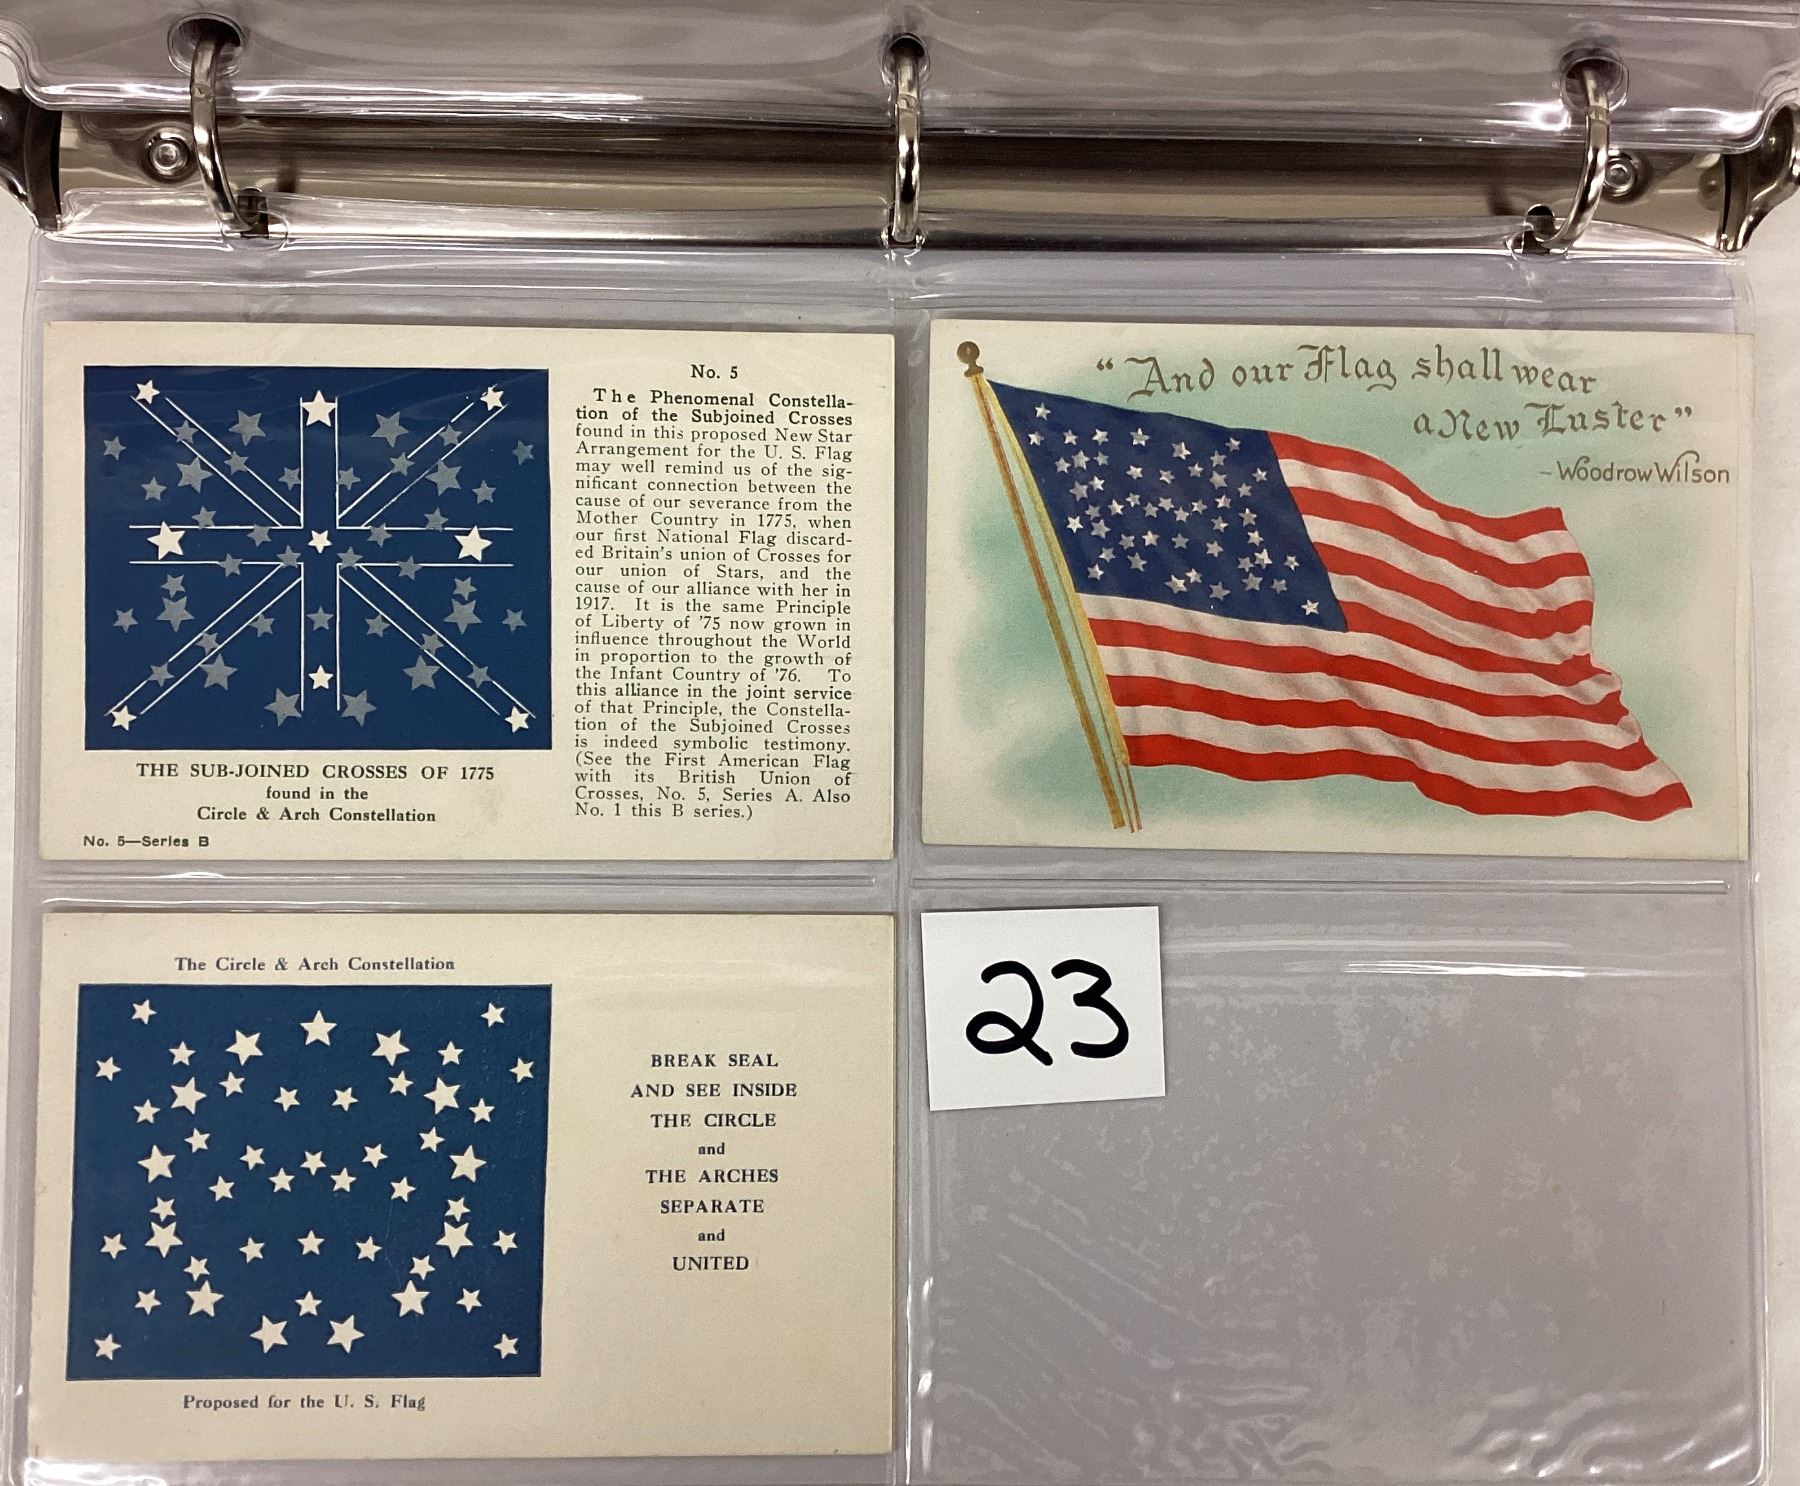 No. 5
The Phenomenal Constella-
tion of the Subjoined Crosses
found in this proposed New Star
Arrangement for the U. S. Flag
may well remind us of the sig-
nificant connection between the
cause of our severance from the
Mother Country in 1775, when
our first National Flag discard-
ed Britain's union of Crosses for
our union of Stars, and the
cause of our alliance with her in
1917. It is the same Principle
of Liberty of '75 now grown in
influence throughout the World
in proportion to the growth of
the Infant Country of '76. To
this alliance in the joint service
of that Principle, the Constella-
tion of the Subjoined Crosses
is indeed symbolic testimony.
(See the First American Flag
with its British Union of
Crosses, No. 5, Series A. Also
No. 1 this B series.)
THE SUB-JOINED CROSSES OF 1775
found in the
Circle & Arch Constellation
No. 5—Series B
"And our Flag shall wear
a New Luster"
-Woodrow Wilson
The Circle & Arch Constellation
Proposed for the U. S. Flag
BREAK SEAL
AND SEE INSIDE
THE CIRCLE
and
THE ARCHES
SEPARATE
and
UNITED
23